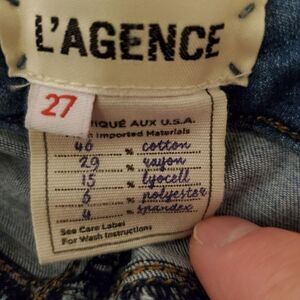 L'AGENCE
27
IQUÉ AUX U.S.A.
Imported Materials
46 % cotton
29 % rayon
15 % lyocell
6 % polyester
4 % spandex
See Care Label
For Wash Instructions